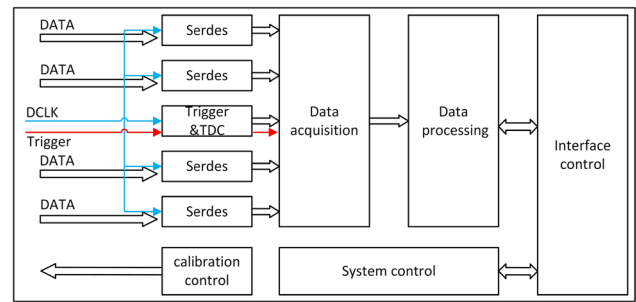 DATA
Serdes
DATA
Serdes
DCLK
Trigger
Trigger
&TDC
DATA
Serdes
DATA
Serdes
Data
acquisition
Data
processing
Interface
control
calibration
control
System control